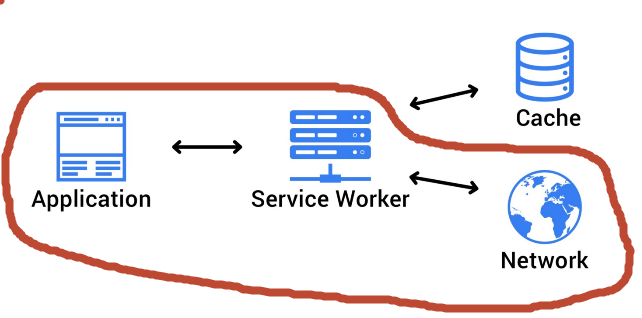 Cache
Application
Service Worker
Network